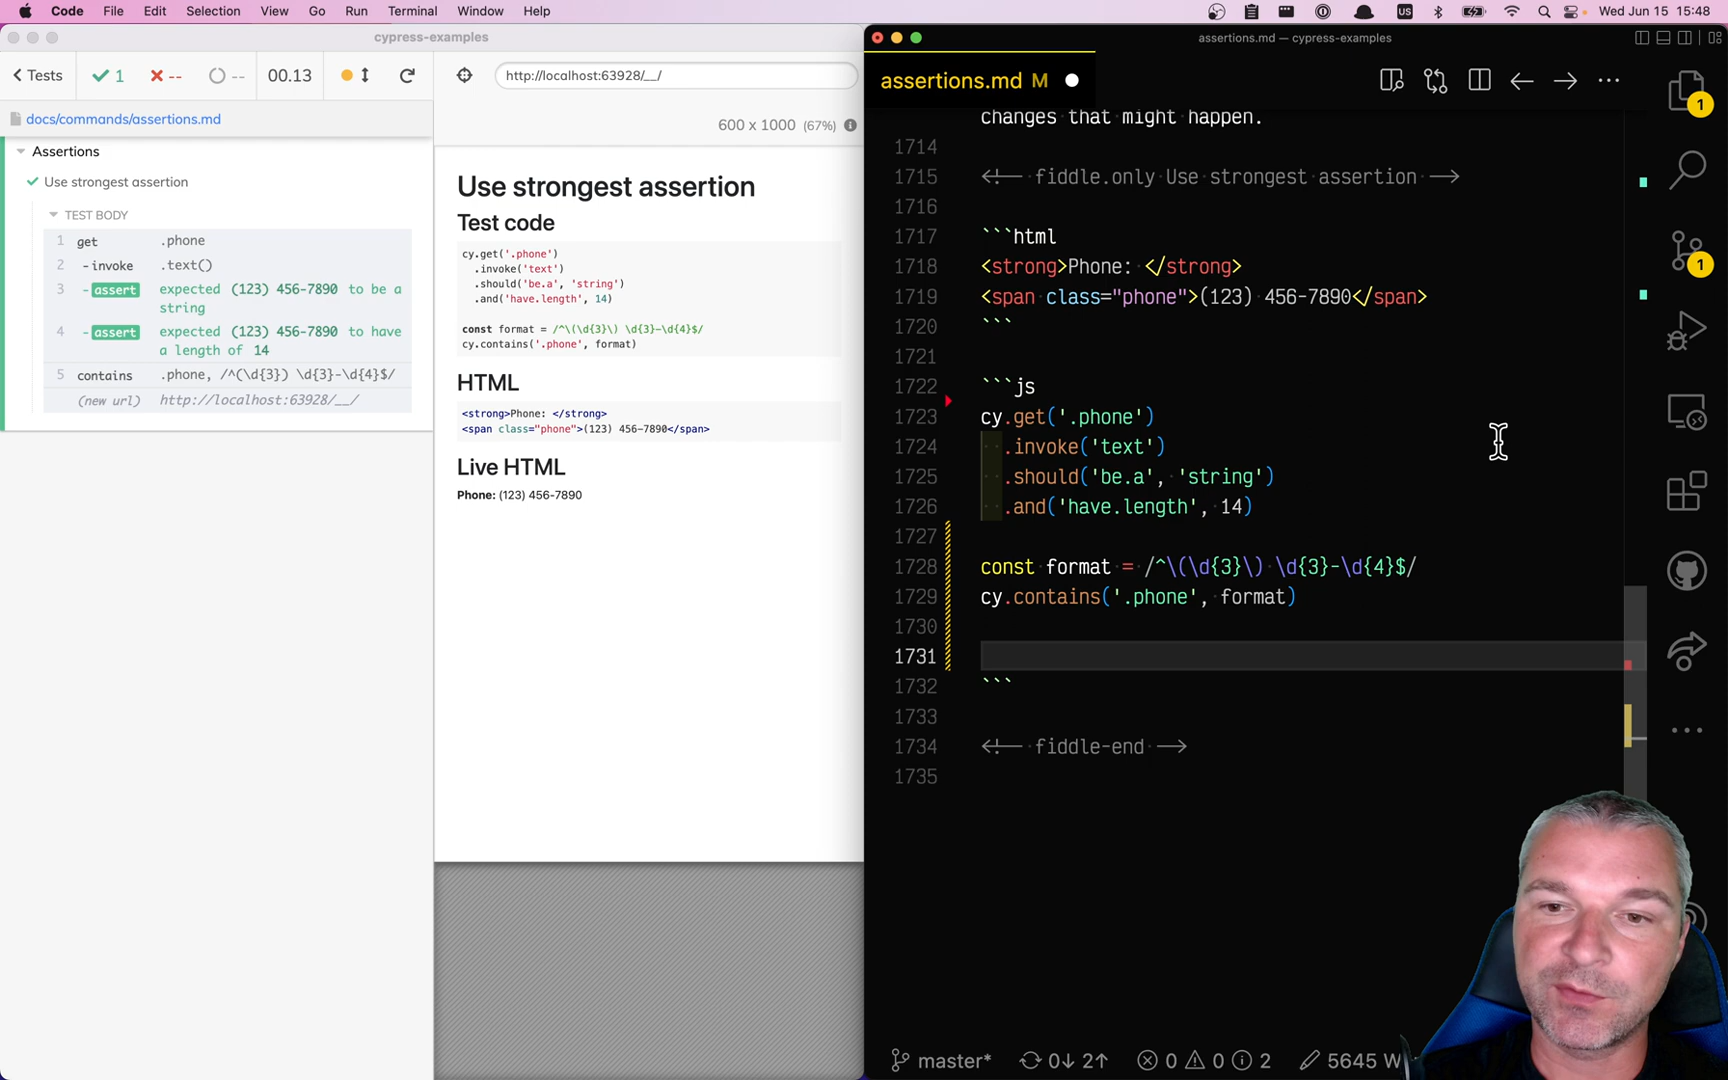 Code File Edit Selection View Go Run Terminal Window Help
US Wed Jun 15 15:48
cypress-examples
Tests 1 -- -- 00.13
http://localhost:63928/__/
docs/commands/assertions.md
600 x 1000 (67%)
Assertions
Use strongest assertion
TEST BODY
1 get .phone
2 -invoke .text()
3 -assert expected (123) 456-7890 to be a
string
4 -assert expected (123) 456-7890 to have
a length of 14
5 contains .phone, /^(\d{3}) \d{3}-\d{4}$/
(new url) http://localhost:63928/__/
Use strongest assertion
Test code
cy.get('.phone')
.invoke('text')
.should('be.a', 'string')
.and('have.length', 14)
const format = /^\(\d{3}\) \d{3}-\d{4}$/
cy.contains('.phone', format)
HTML
<strong>Phone: </strong>
<span class="phone">(123) 456-7890</span>
Live HTML
Phone: (123) 456-7890
assertions.md — cypress-examples
assertions.md M
changes that might happen.
1714
1715 <!-- fiddle.only Use strongest assertion -->
1716
1717 ```html
1718 <strong>Phone: </strong>
1719 <span class="phone">(123) 456-7890</span>
1720 ```
1721
1722 ```js
1723 cy.get('.phone')
1724 .invoke('text')
1725 .should('be.a', 'string')
1726 .and('have.length', 14)
1727
1728 const format = /^\(\d{3}\) \d{3}-\d{4}$/
1729 cy.contains('.phone', format)
1730
1731
1732 ```
1733
1734 <!-- fiddle-end -->
1735
1
1
master* 0↓ 2↑ 0 0 2 5645 W